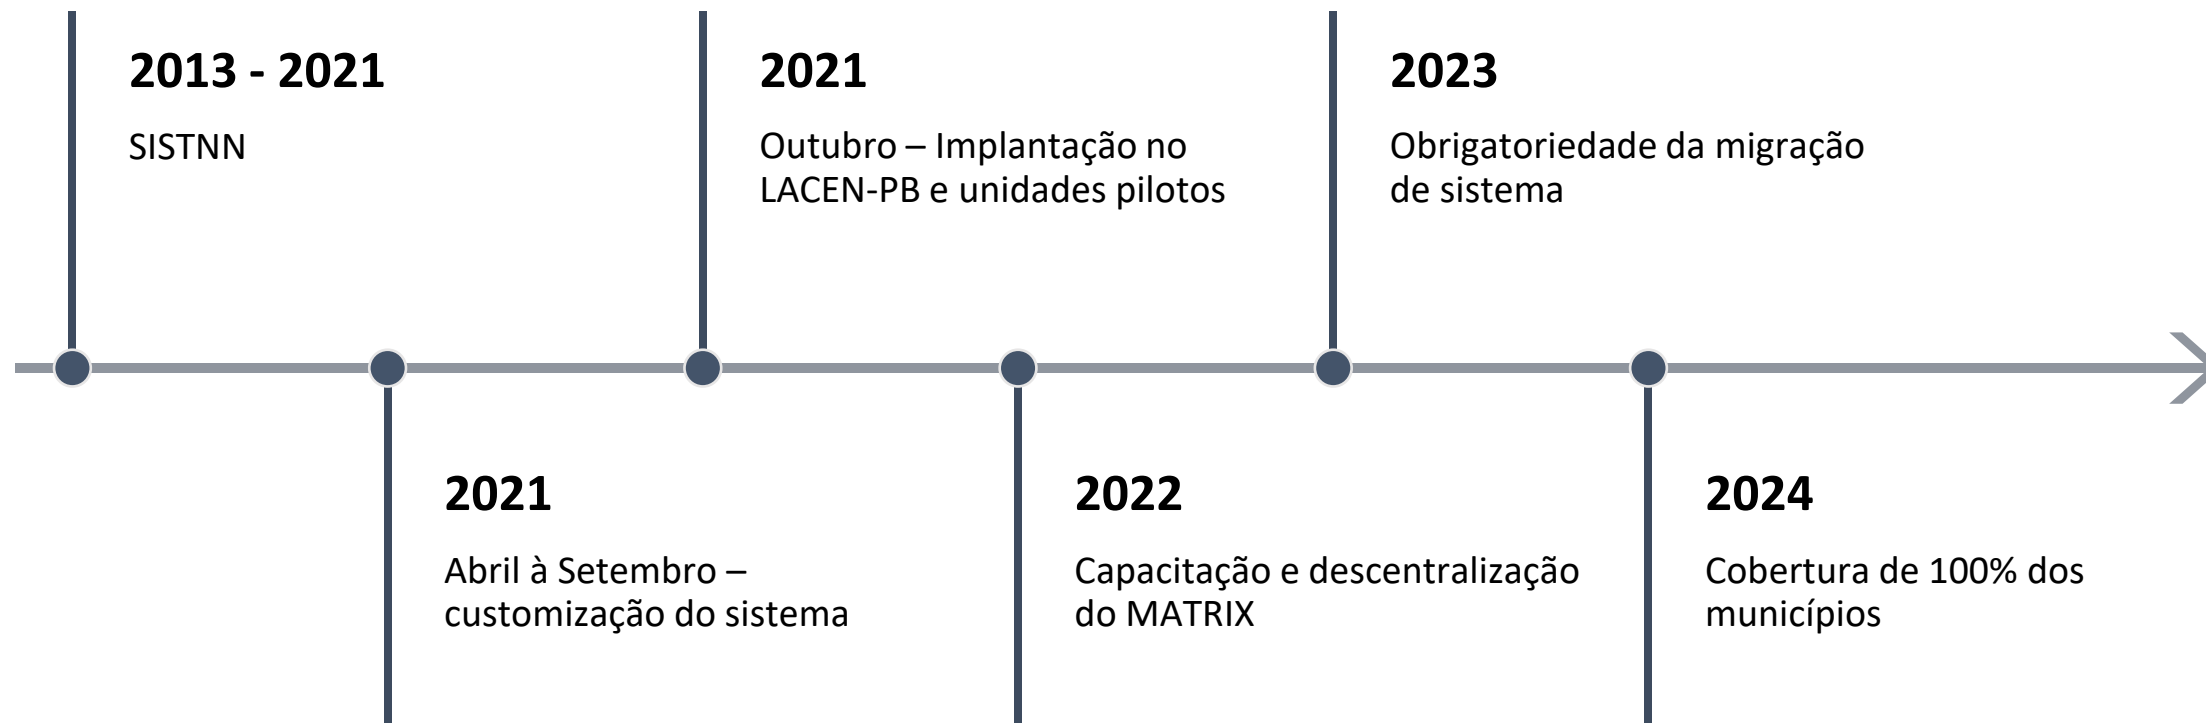 2013 - 2021
SISTNN
2021
Abril à Setembro –
customização do sistema
2021
Outubro – Implantação no
LACEN-PB e unidades pilotos
2022
Capacitação e descentralização
do MATRIX
2023
Obrigatoriedade da migração
de sistema
2024
Cobertura de 100% dos
municípios